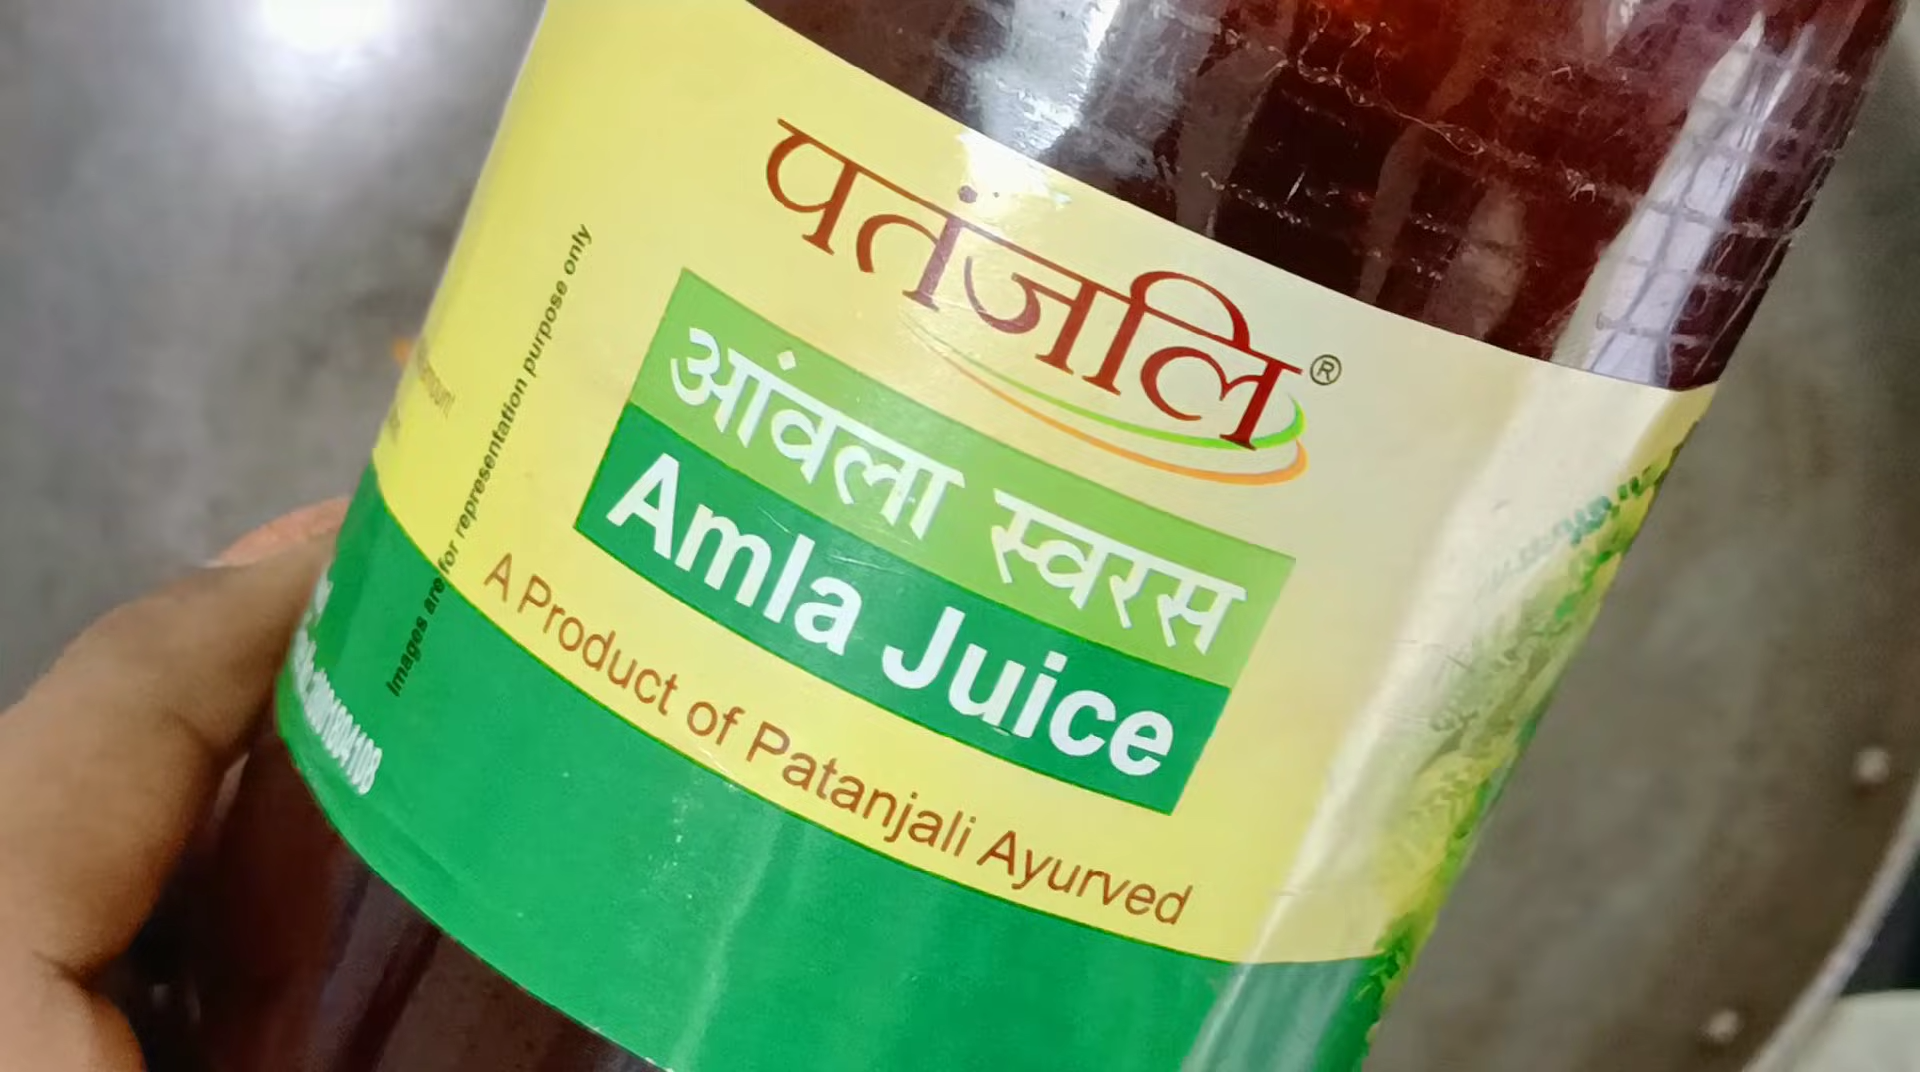 पतंजलि®
आंवला स्वरस
Amla Juice
A Product of Patanjali Ayurved
Images are for representation purpose only